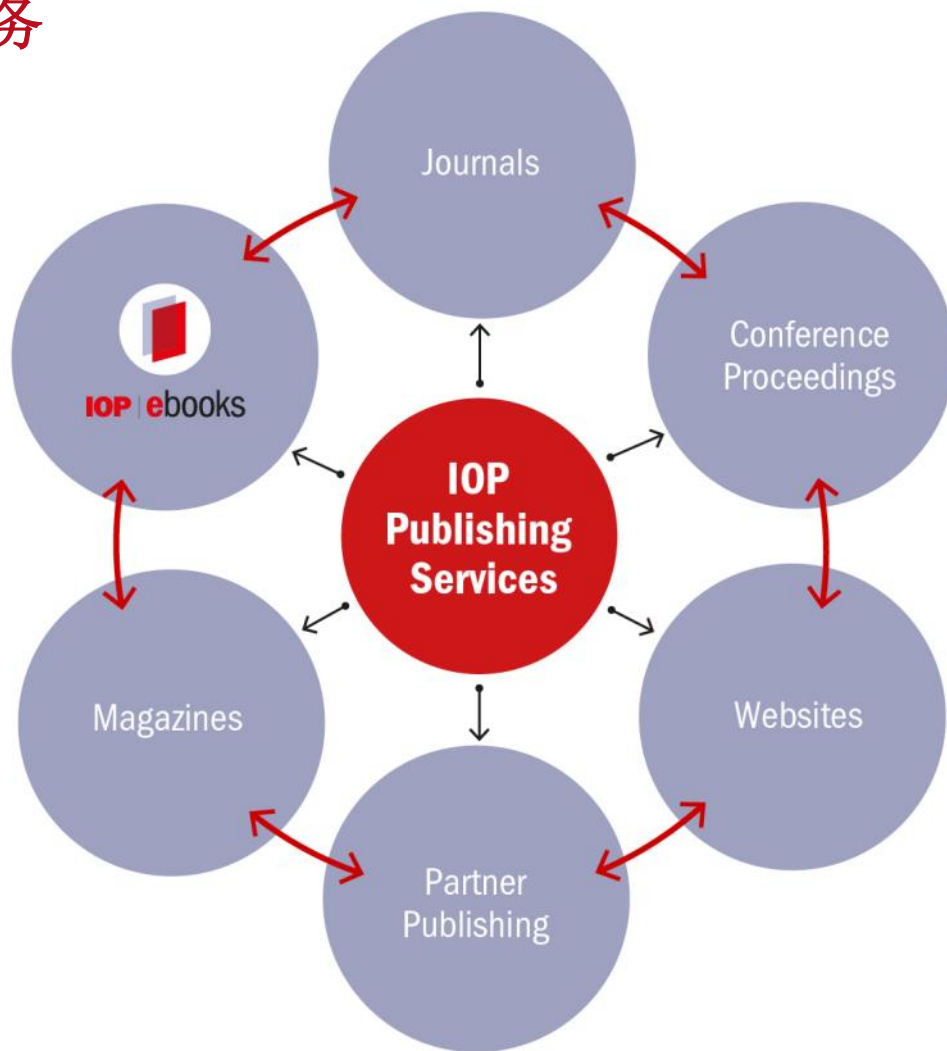 务
Journals
Conference
Proceedings
IOP ebooks
IOP
Publishing
Services
Magazines
Websites
Partner
Publishing